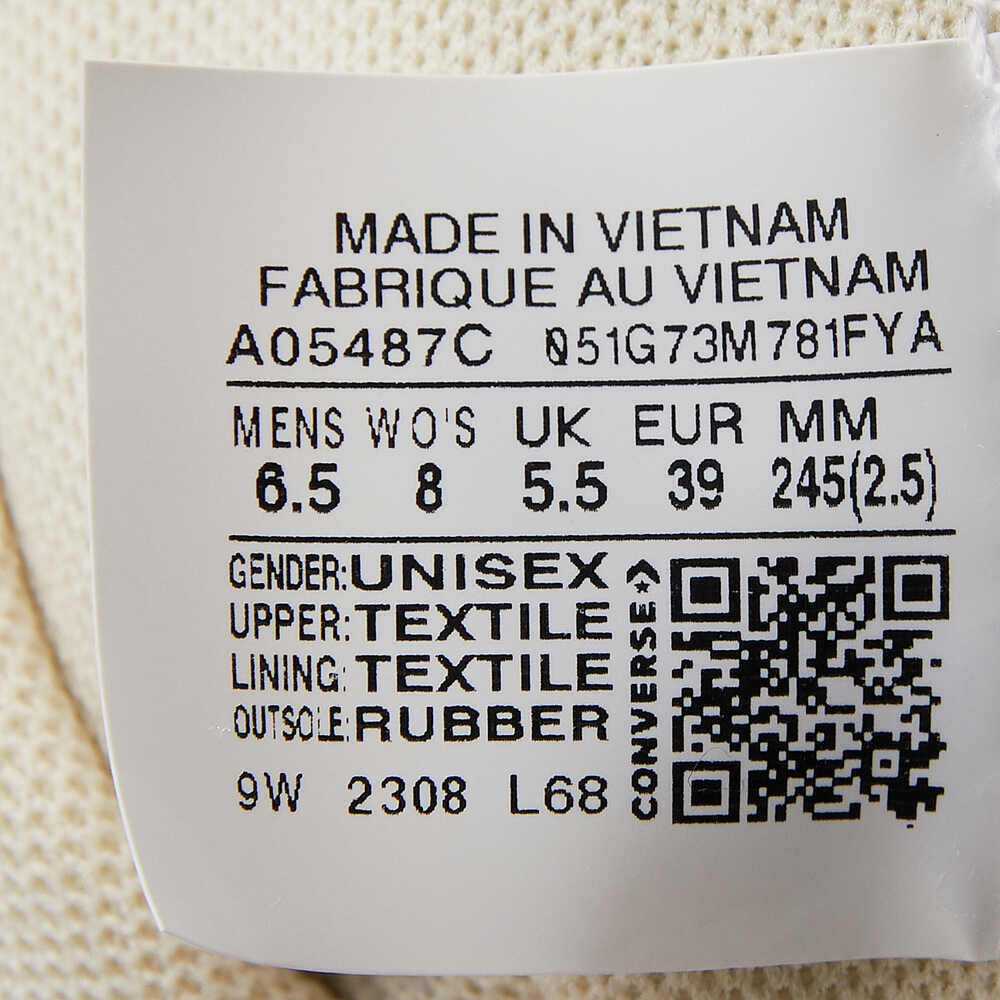 MADE IN VIETNAM
FABRIQUE AU VIETNAM
A05487C 051G73M781FYA
MENS WO'S UK EUR MM
6.5 8 5.5 39 245(2.5)
GENDER:UNISEX
UPPER:TEXTILE
LINING:TEXTILE
OUTSOLE:RUBBER
9W 2308 L68
CONVERSE